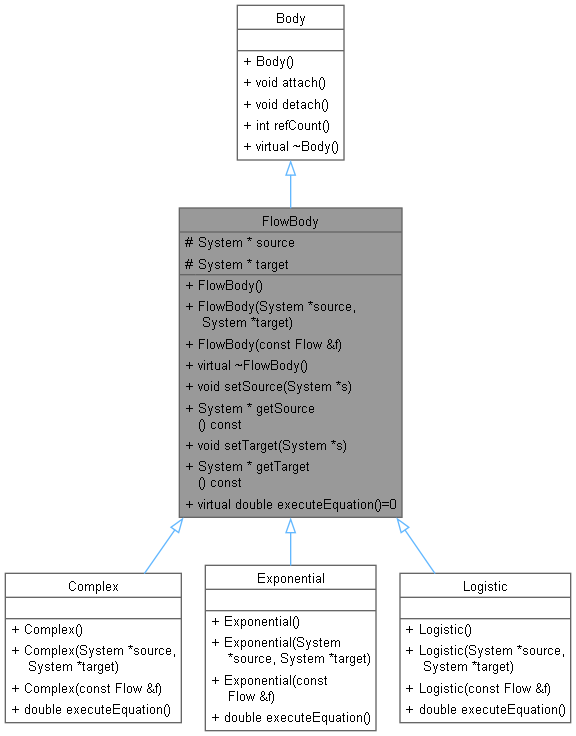 Body
+ Body()
+ void attach()
+ void detach()
+ int refCount()
+ virtual ~Body()
FlowBody
# System * source
# System * target
+ FlowBody()
+ FlowBody(System *source,
System *target)
+ FlowBody(const Flow &f)
+ virtual ~FlowBody()
+ void setSource(System *s)
+ System * getSource
() const
+ void setTarget(System *s)
+ System * getTarget
() const
+ virtual double executeEquation()=0
Complex
+ Complex()
+ Complex(System *source,
System *target)
+ Complex(const Flow &f)
+ double executeEquation()
Exponential
+ Exponential()
+ Exponential(System
*source, System *target)
+ Exponential(const
Flow &f)
+ double executeEquation()
Logistic
+ Logistic()
+ Logistic(System *source,
System *target)
+ Logistic(const Flow &f)
+ double executeEquation()